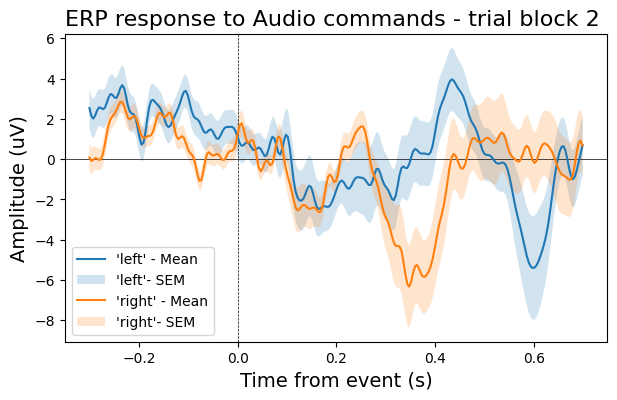 ERP response to Audio commands - trial block 2
Amplitude (uV)
6
4
2
0
−2
−4
−6
−8
'left' - Mean
'left'- SEM
'right' - Mean
'right'- SEM
−0.2 0.0 0.2 0.4 0.6
Time from event (s)